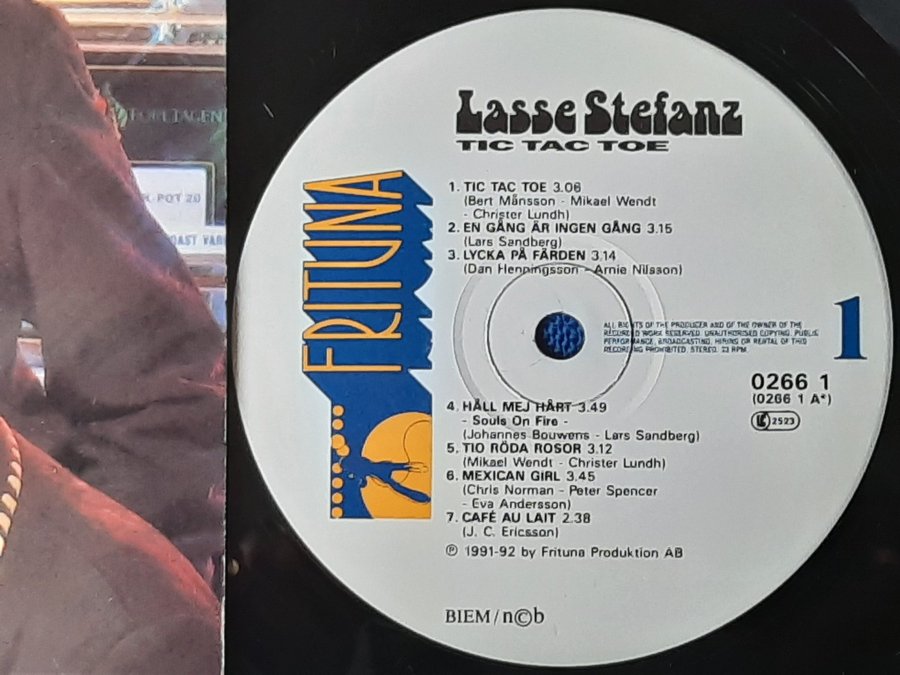 Lasse Stefanz
TIC TAC TOE
FRITUNA
1. TIC TAC TOE 3.06
(Bert Månsson - Mikael Wendt
- Christer Lundh)
2. EN GÅNG ÄR INGEN GÅNG 3.15
(Lars Sandberg)
3. LYCKA PÅ FÄRDEN 3.14
(Dan Henningsson - Arnie Nilsson)
ALL RIGHTS OF THE PRODUCER AND OF THE OWNER OF THE
RECORDED WORK RESERVED. UNAUTHORISED COPYING, PUBLIC
PERFORMANCE, BROADCASTING, HIRING OR RENTAL OF THIS
RECORDING PROHIBITED. STEREO. 33 RPM.
1
0266 1
(0266 1 A*)
LC 2523
4. HÅLL MEJ HÅRT 3.49
- Souls On Fire -
(Johannes Bouwens - Lars Sandberg)
5. TIO RÖDA ROSOR 3.12
(Mikael Wendt - Christer Lundh)
6. MEXICAN GIRL 3.45
(Chris Norman - Peter Spencer
- Eva Andersson)
7. CAFÉ AU LAIT 2.38
(J. C. Ericsson)
℗ 1991-92 by Frituna Produktion AB
BIEM / n©b
POT 20